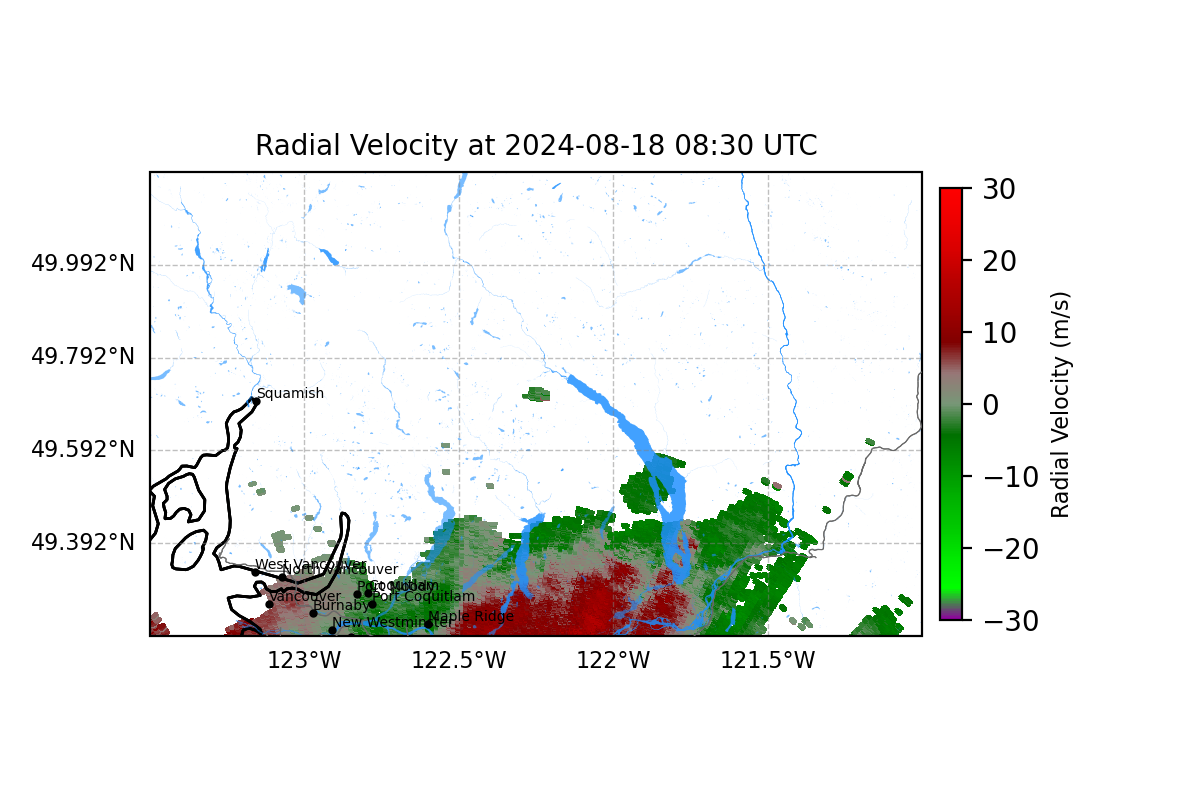 Radial Velocity at 2024-08-18 08:30 UTC
49.992°N
49.792°N
49.592°N
49.392°N
123°W
122.5°W
122°W
121.5°W
Squamish
West Vancouver
North Vancouver
Port Moody
Coquitlam
Vancouver
Port Coquitlam
Burnaby
Maple Ridge
New Westminster
30
20
10
0
−10
−20
−30
Radial Velocity (m/s)